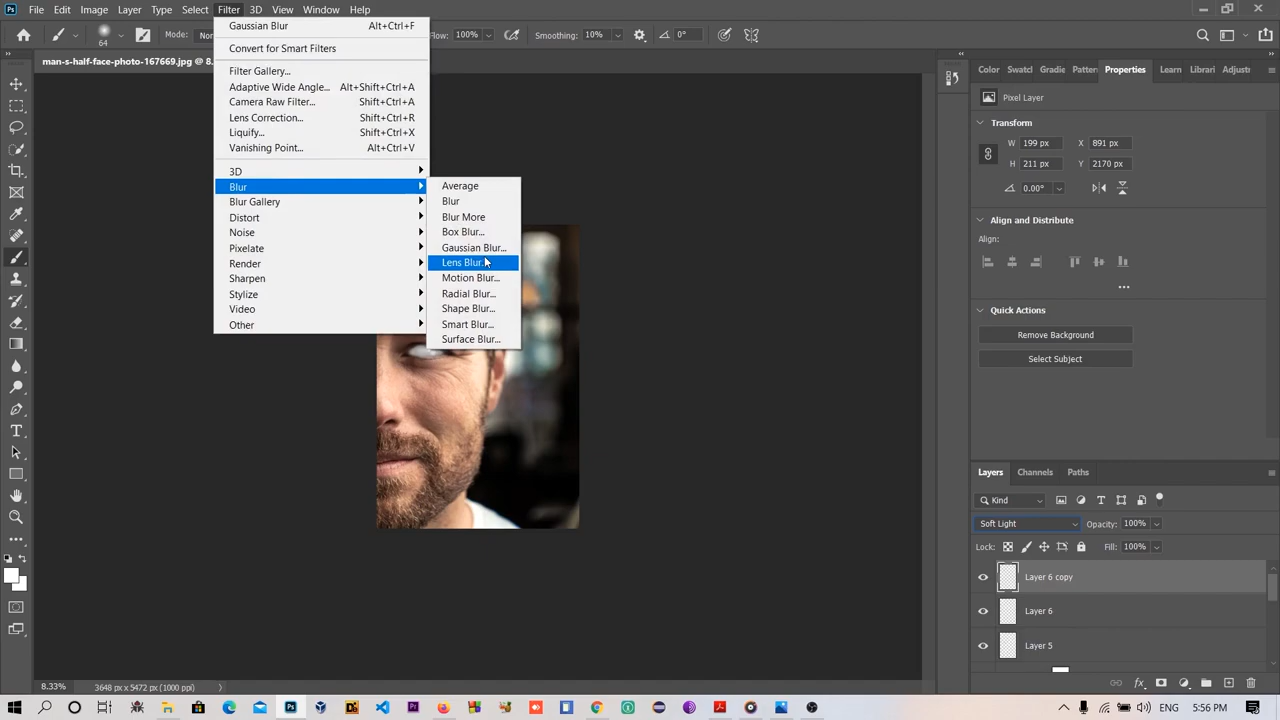 Ps File Edit Image Layer Type Select Filter 3D View Window Help
Gaussian Blur Alt+Ctrl+F
64 Mode: Flow: 100% Smoothing: 10% 0°
Convert for Smart Filters
man-s-half-face-photo-167669.jpg @ 8.
Filter Gallery...
Adaptive Wide Angle... Alt+Shift+Ctrl+A
Camera Raw Filter... Shift+Ctrl+A
Lens Correction... Shift+Ctrl+R
Liquify... Shift+Ctrl+X
Vanishing Point... Alt+Ctrl+V
3D
Blur
Blur Gallery
Distort
Noise
Pixelate
Render
Sharpen
Stylize
Video
Other
Average
Blur
Blur More
Box Blur...
Gaussian Blur...
Lens Blur
Motion Blur...
Radial Blur...
Shape Blur...
Smart Blur...
Surface Blur...
Color Swatcl Gradie Patter Properties Learn Librari Adjust
Pixel Layer
Transform
W 199 px X 891 px
H 211 px Y 2170 px
0.00°
Align and Distribute
Align:
Quick Actions
Remove Background
Select Subject
Layers Channels Paths
Kind
Soft Light Opacity: 100%
Lock: Fill: 100%
Layer 6 copy
Layer 6
Layer 5
8.33% 3648 px x 5472 px (1000 ppi)
5:56 PM